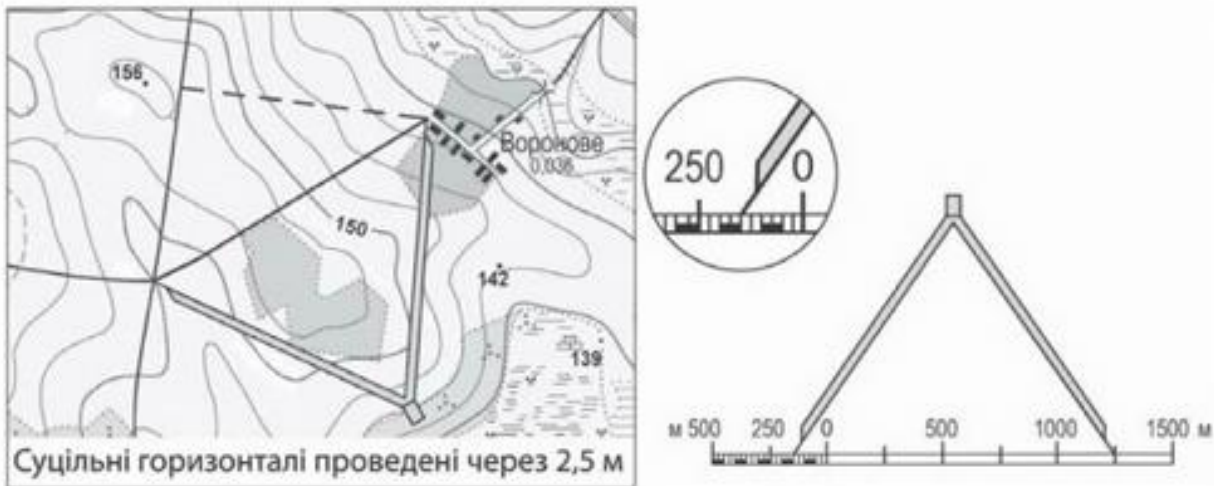 156
Воронове
0,036
150
142
139
Суцільні горизонталі проведені через 2,5 м
250 0
м 500 250 0 500 1000 1500 м